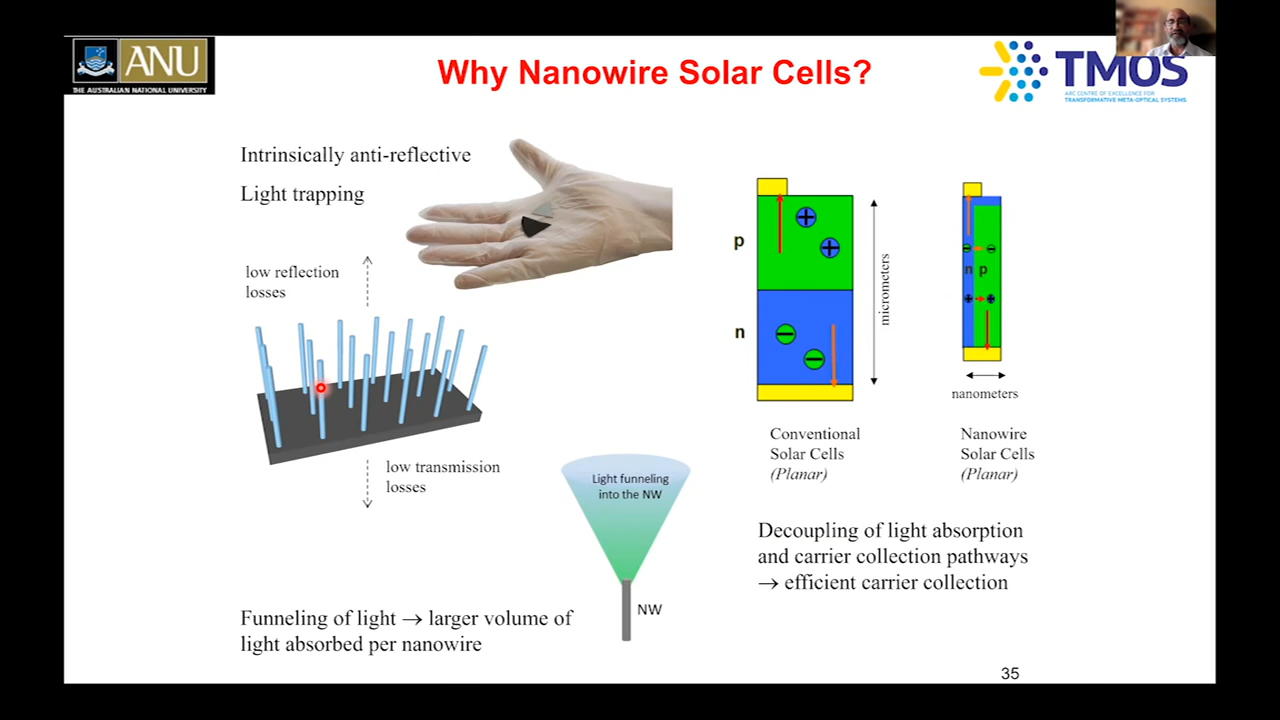 ANU
THE AUSTRALIAN NATIONAL UNIVERSITY
Why Nanowire Solar Cells?
TMOS
ARC CENTRE OF EXCELLENCE FOR
TRANSFORMATIVE META-OPTICAL SYSTEMS
Intrinsically anti-reflective
Light trapping
low reflection
losses
low transmission
losses
Funneling of light → larger volume of
light absorbed per nanowire
Light funneling
into the NW
NW
p
n
micrometers
Conventional
Solar Cells
(Planar)
n p
nanometers
Nanowire
Solar Cells
(Planar)
Decoupling of light absorption
and carrier collection pathways
→ efficient carrier collection
35